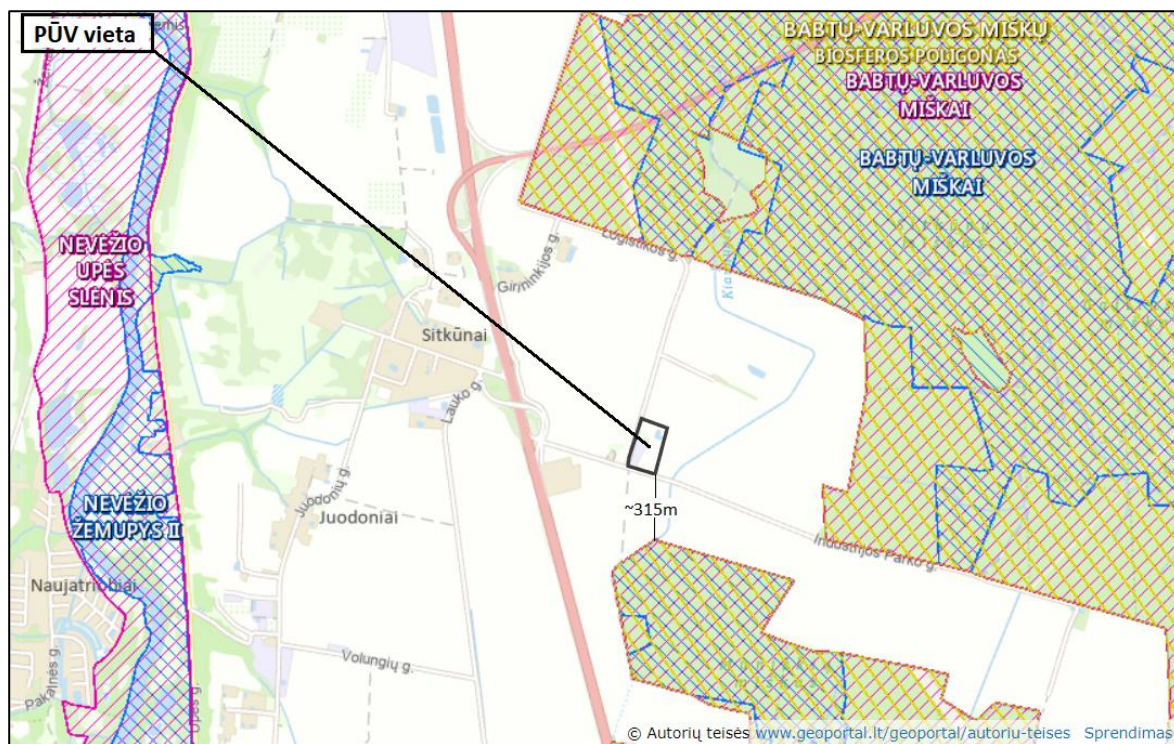 PŪV vieta
BABTŲ-VARLUVOS MIŠKŲ
BIOSFEROS POLIGONAS
BABTŲ-VARLUVOS
MIŠKAI
BABTŲ-VARLUVOS
MIŠKAI
NEVĖŽIO
UPĖS
SLĖNIS
Logistikos g.
Girininkijos g.
Sitkūnai
Lauko g.
NEVĖŽIO
ŽEMUPYS II
Juodonių g.
Juodoniai
~315m
Industrijos Parko g.
Naujatriobiai
Volungių g.
Pakalnės g.
Upės g.
© Autorių teisės www.geoportal.lt/geoportal/autoriu-teises Sprendimas